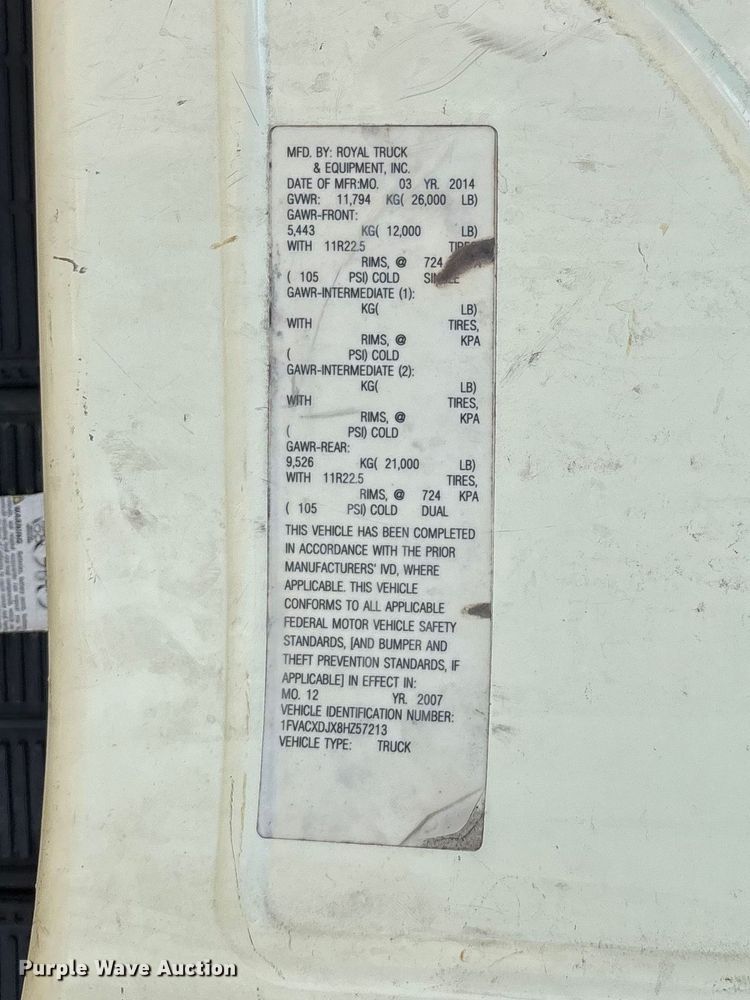 MFD. BY: ROYAL TRUCK
& EQUIPMENT, INC.
DATE OF MFR:MO. 03 YR. 2014
GVWR: 11,794 KG( 26,000 LB)
GAWR-FRONT:
5,443 KG( 12,000 LB)
WITH 11R22.5
RIMS, @ 724
( 105 PSI) COLD
GAWR-INTERMEDIATE (1):
KG( LB)
WITH TIRES,
RIMS, @ KPA
( PSI) COLD
GAWR-INTERMEDIATE (2):
KG( LB)
WITH TIRES,
RIMS, @ KPA
( PSI) COLD
GAWR-REAR:
9,526 KG( 21,000 LB)
WITH 11R22.5 TIRES,
RIMS, @ 724 KPA
( 105 PSI) COLD DUAL
THIS VEHICLE HAS BEEN COMPLETED
IN ACCORDANCE WITH THE PRIOR
MANUFACTURERS' IVD, WHERE
APPLICABLE. THIS VEHICLE
CONFORMS TO ALL APPLICABLE
FEDERAL MOTOR VEHICLE SAFETY
STANDARDS, [AND BUMPER AND
THEFT PREVENTION STANDARDS, IF
APPLICABLE] IN EFFECT IN:
MO. 12 YR. 2007
VEHICLE IDENTIFICATION NUMBER:
1FVACXDJX8HZ57213
VEHICLE TYPE: TRUCK
WARNING
Purple Wave Auction